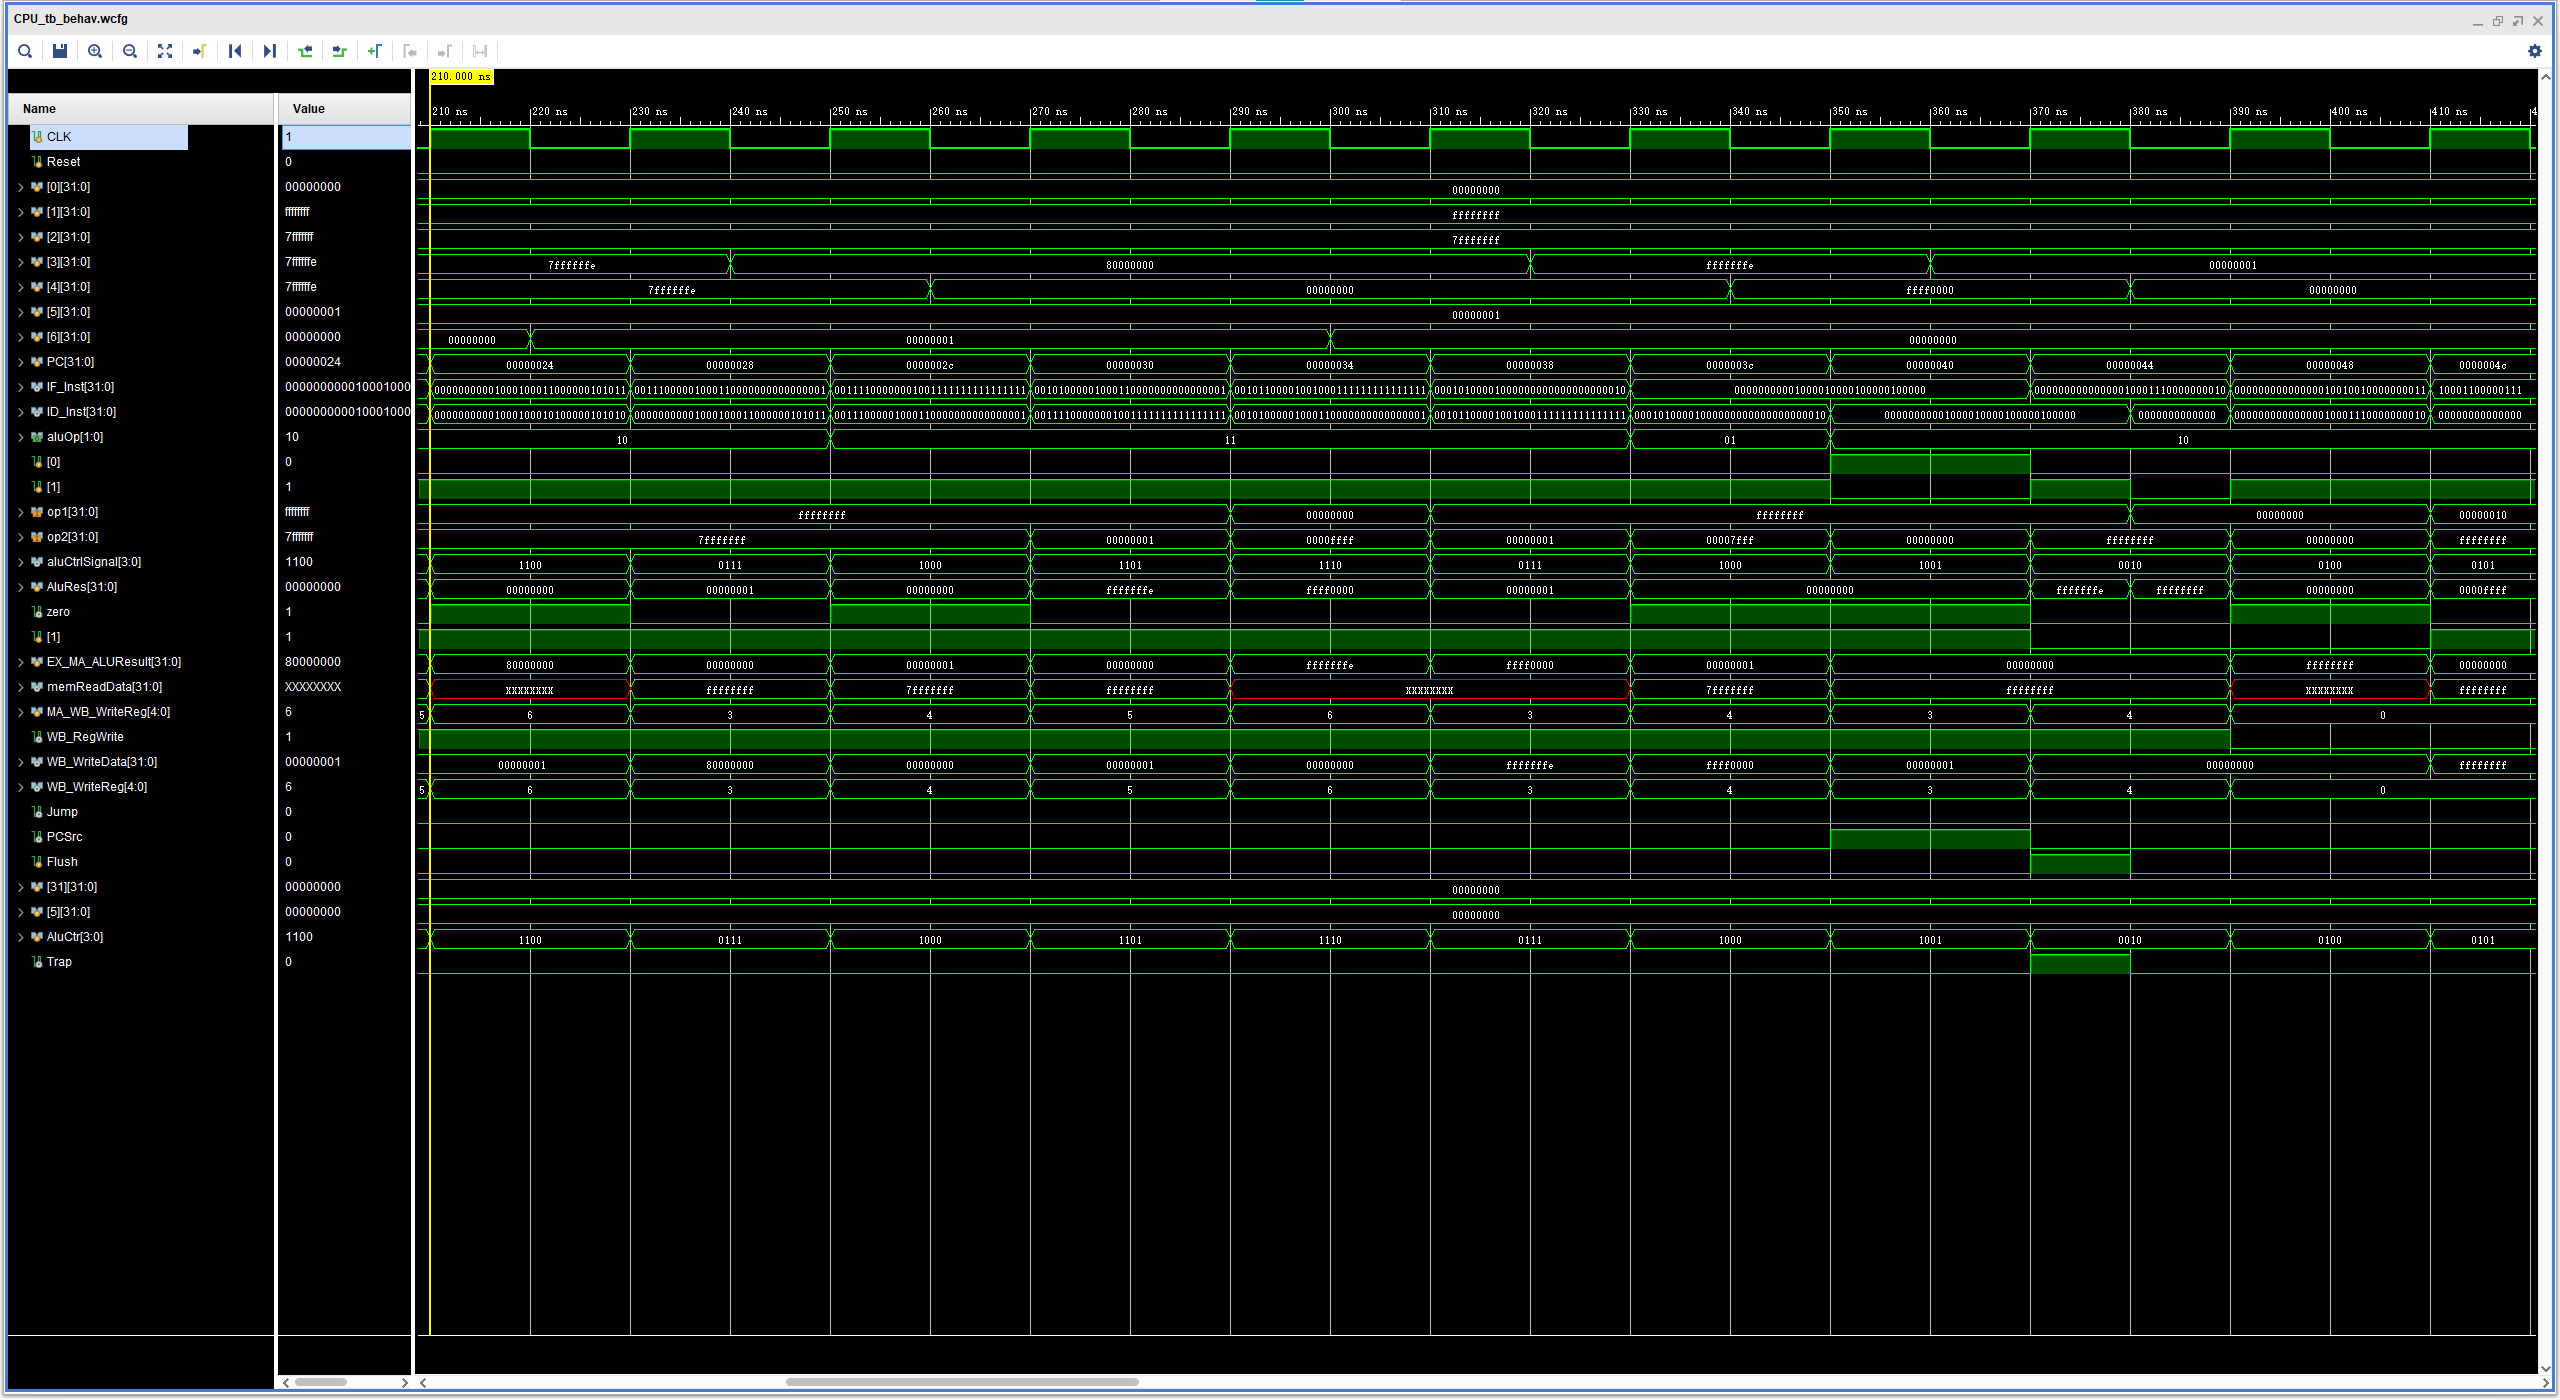 CPU_tb_behav.wcfg
210.000 ns
Name Value
210 ns 220 ns 230 ns 240 ns 250 ns 260 ns 270 ns 280 ns 290 ns 300 ns 310 ns 320 ns 330 ns 340 ns 350 ns 360 ns 370 ns 380 ns 390 ns 400 ns 410 ns 4
CLK 1
Reset 0
[0][31:0] 00000000 00000000
[1][31:0] ffffffff ffffffff
[2][31:0] 7fffffff 7fffffff
[3][31:0] 7ffffffe 7ffffffe 80000000 fffffffe 00000001
[4][31:0] 7ffffffe 7ffffffe 00000000 ffff0000 00000000
[5][31:0] 00000001 00000001
[6][31:0] 00000000 00000000 00000001 00000000
PC[31:0] 00000024 00000024 00000028 0000002c 00000030 00000034 00000038 0000003c 00000040 00000044 00000048 0000004c
IF_Inst[31:0] 0000000000100010001000 00000000001000100011000000101011 00111000001000110000000000000001 00111100000001001111111111111111 00101000001000110000000000000001 00101100001001000111111111111111 00010100001000000000000000000010 00000000001000010000100000100000 00000000000000010001110000000010 00000000000000010010010000000011 10001100000111
ID_Inst[31:0] 0000000000100010001000 00000000001000100010100000101010 00000000001000100011000000101011 00111000001000110000000000000001 00111100000001001111111111111111 00101000001000110000000000000001 00101100001001000111111111111111 00010100001000000000000000000010 00000000001000010000100000100000 0000000000000 00000000000000010001110000000010 00000000000000
aluOp[1:0] 10 10 11 01 10
[0] 0
[1] 1
op1[31:0] ffffffff ffffffff 00000000 ffffffff 00000000 00000010
op2[31:0] 7fffffff 7fffffff 00000001 0000ffff 00000001 00007fff 00000000 ffffffff 00000000 ffffffff
aluCtrlSignal[3:0] 1100 1100 0111 1000 1101 1110 0111 1000 1001 0010 0100 0101
AluRes[31:0] 00000000 00000000 00000001 00000000 fffffffe ffff0000 00000001 00000000 fffffffe ffffffff 00000000 0000ffff
zero 1
[1] 1
EX_MA_ALUResult[31:0] 80000000 80000000 00000000 00000001 00000000 fffffffe ffff0000 00000001 00000000 ffffffff 00000000
memReadData[31:0] XXXXXXXX XXXXXXXX ffffffff 7fffffff ffffffff XXXXXXXX 7fffffff ffffffff XXXXXXXX ffffffff
MA_WB_WriteReg[4:0] 6 5 6 3 4 5 6 3 4 3 4 0
WB_RegWrite 1
WB_WriteData[31:0] 00000001 00000001 80000000 00000000 00000001 00000000 fffffffe ffff0000 00000001 00000000 ffffffff
WB_WriteReg[4:0] 6 5 6 3 4 5 6 3 4 3 4 0
Jump 0
PCSrc 0
Flush 0
[31][31:0] 00000000 00000000
[5][31:0] 00000000 00000000
AluCtr[3:0] 1100 1100 0111 1000 1101 1110 0111 1000 1001 0010 0100 0101
Trap 0